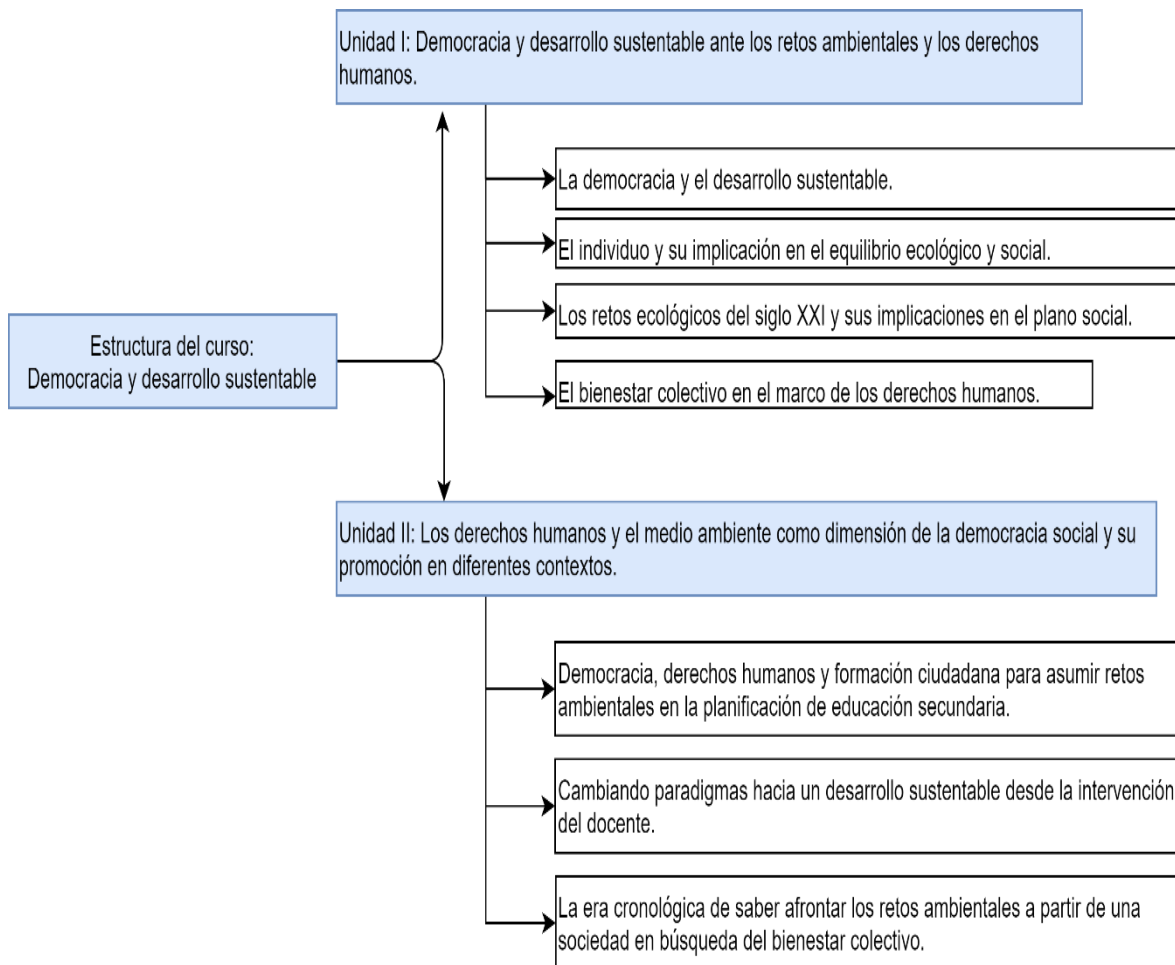 Unidad I: Democracia y desarrollo sustentable ante los retos ambientales y los derechos
humanos.
La democracia y el desarrollo sustentable.
El individuo y su implicación en el equilibrio ecológico y social.
Los retos ecológicos del siglo XXI y sus implicaciones en el plano social.
El bienestar colectivo en el marco de los derechos humanos.
Estructura del curso:
Democracia y desarrollo sustentable
Unidad II: Los derechos humanos y el medio ambiente como dimensión de la democracia social y su
promoción en diferentes contextos.
Democracia, derechos humanos y formación ciudadana para asumir retos
ambientales en la planificación de educación secundaria.
Cambiando paradigmas hacia un desarrollo sustentable desde la intervención
del docente.
La era cronológica de saber afrontar los retos ambientales a partir de una
sociedad en búsqueda del bienestar colectivo.